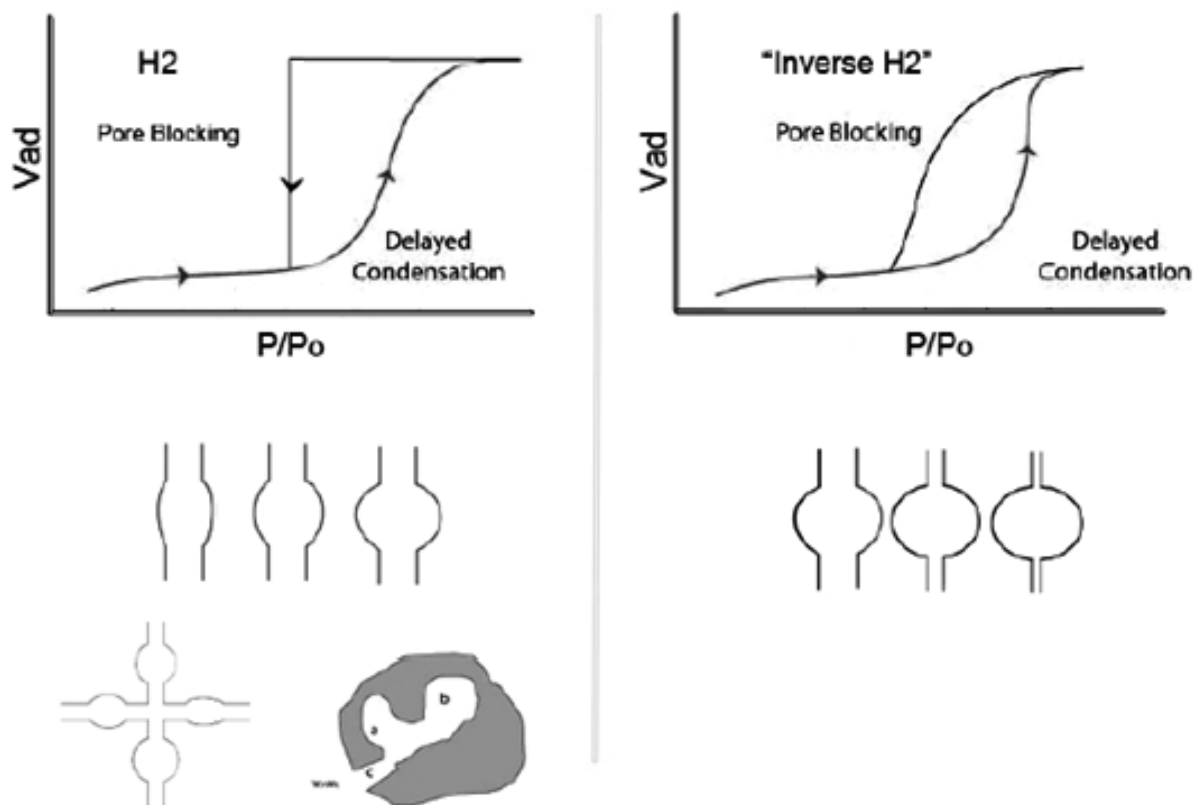 H2
Pore Blocking
Vad
Delayed
Condensation
P/Po
"Inverse H2"
Pore Blocking
Vad
Delayed
Condensation
P/Po
b
a
c